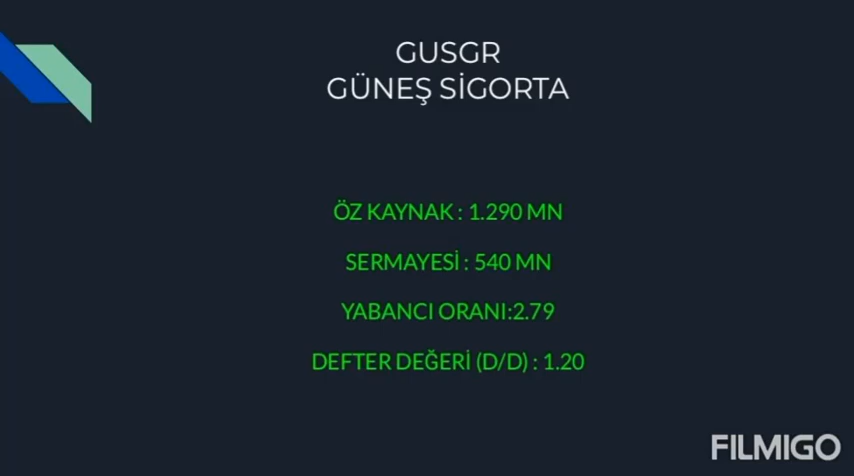 GUSGR
GÜNEŞ SİGORTA
ÖZ KAYNAK : 1.290 MN
SERMAYESİ : 540 MN
YABANCI ORANI:2.79
DEFTER DEĞERİ (D/D) : 1.20
FILMIGO